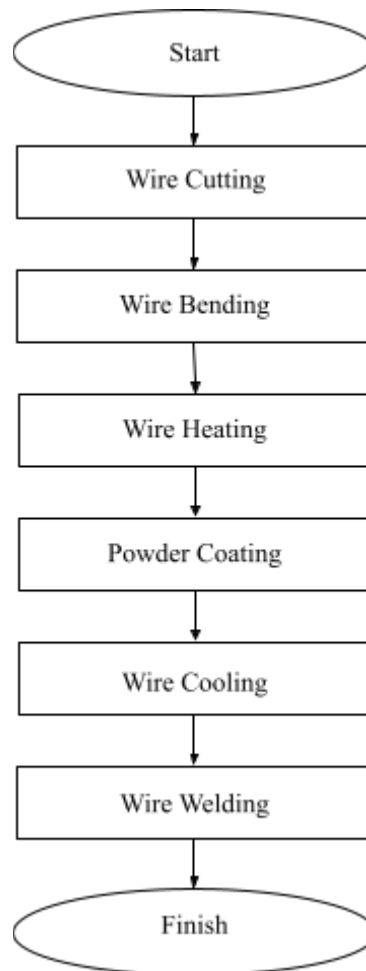 Start
Wire Cutting
Wire Bending
Wire Heating
Powder Coating
Wire Cooling
Wire Welding
Finish